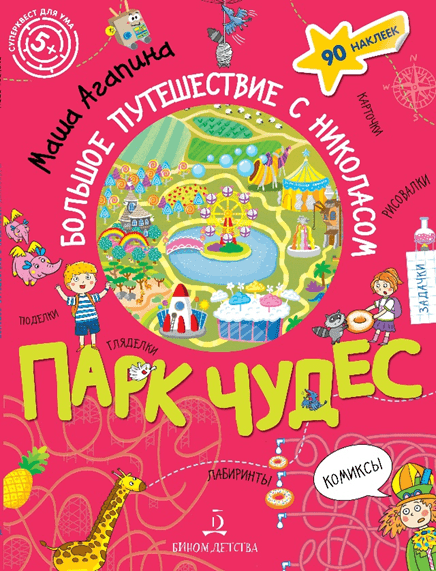 СУПЕРКВЕСТ ДЛЯ УМА
5+
90 НАКЛЕЕК
Маша Агапина
БОЛЬШОЕ ПУТЕШЕСТВИЕ С НИКОЛАСОМ
КАРТОЧКИ
РИСОВАЛКИ
ЗАДАЧКИ
ПОДЕЛКИ
ГЛЯДЕЛКИ
ПАРК ЧУДЕС
ЛАБИРИНТЫ
КОМИКСЫ
БИНОМ ДЕТСТВА